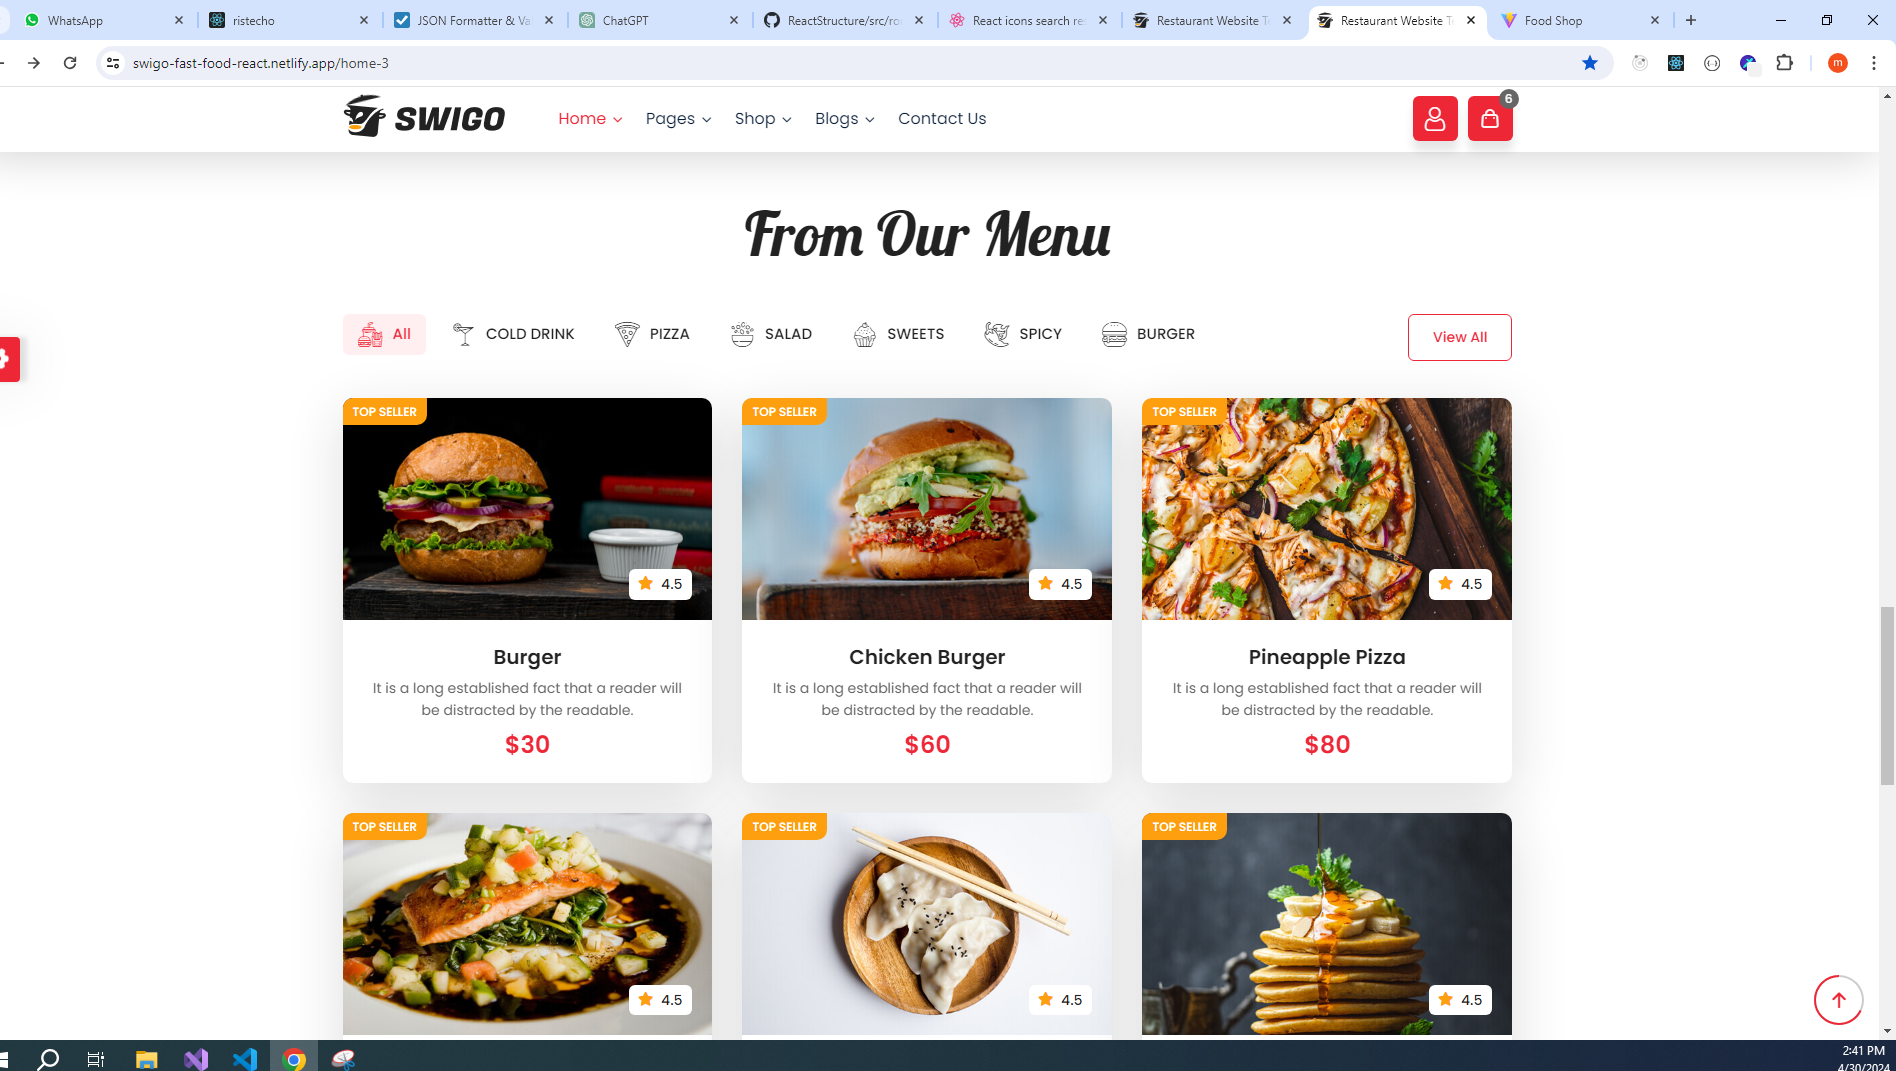 WhatsApp
ristecho
JSON Formatter & Va
ChatGPT
ReactStructure/src/ro
React icons search re
Restaurant Website T
Restaurant Website T
Food Shop
swigo-fast-food-react.netlify.app/home-3
m
SWIGO
Home
Pages
Shop
Blogs
Contact Us
6
From Our Menu
All
COLD DRINK
PIZZA
SALAD
SWEETS
SPICY
BURGER
View All
TOP SELLER
TOP SELLER
TOP SELLER
4.5
4.5
4.5
Burger
Chicken Burger
Pineapple Pizza
It is a long established fact that a reader will
be distracted by the readable.
It is a long established fact that a reader will
be distracted by the readable.
It is a long established fact that a reader will
be distracted by the readable.
$30
$60
$80
TOP SELLER
TOP SELLER
TOP SELLER
4.5
4.5
4.5
2:41 PM
4/30/2024